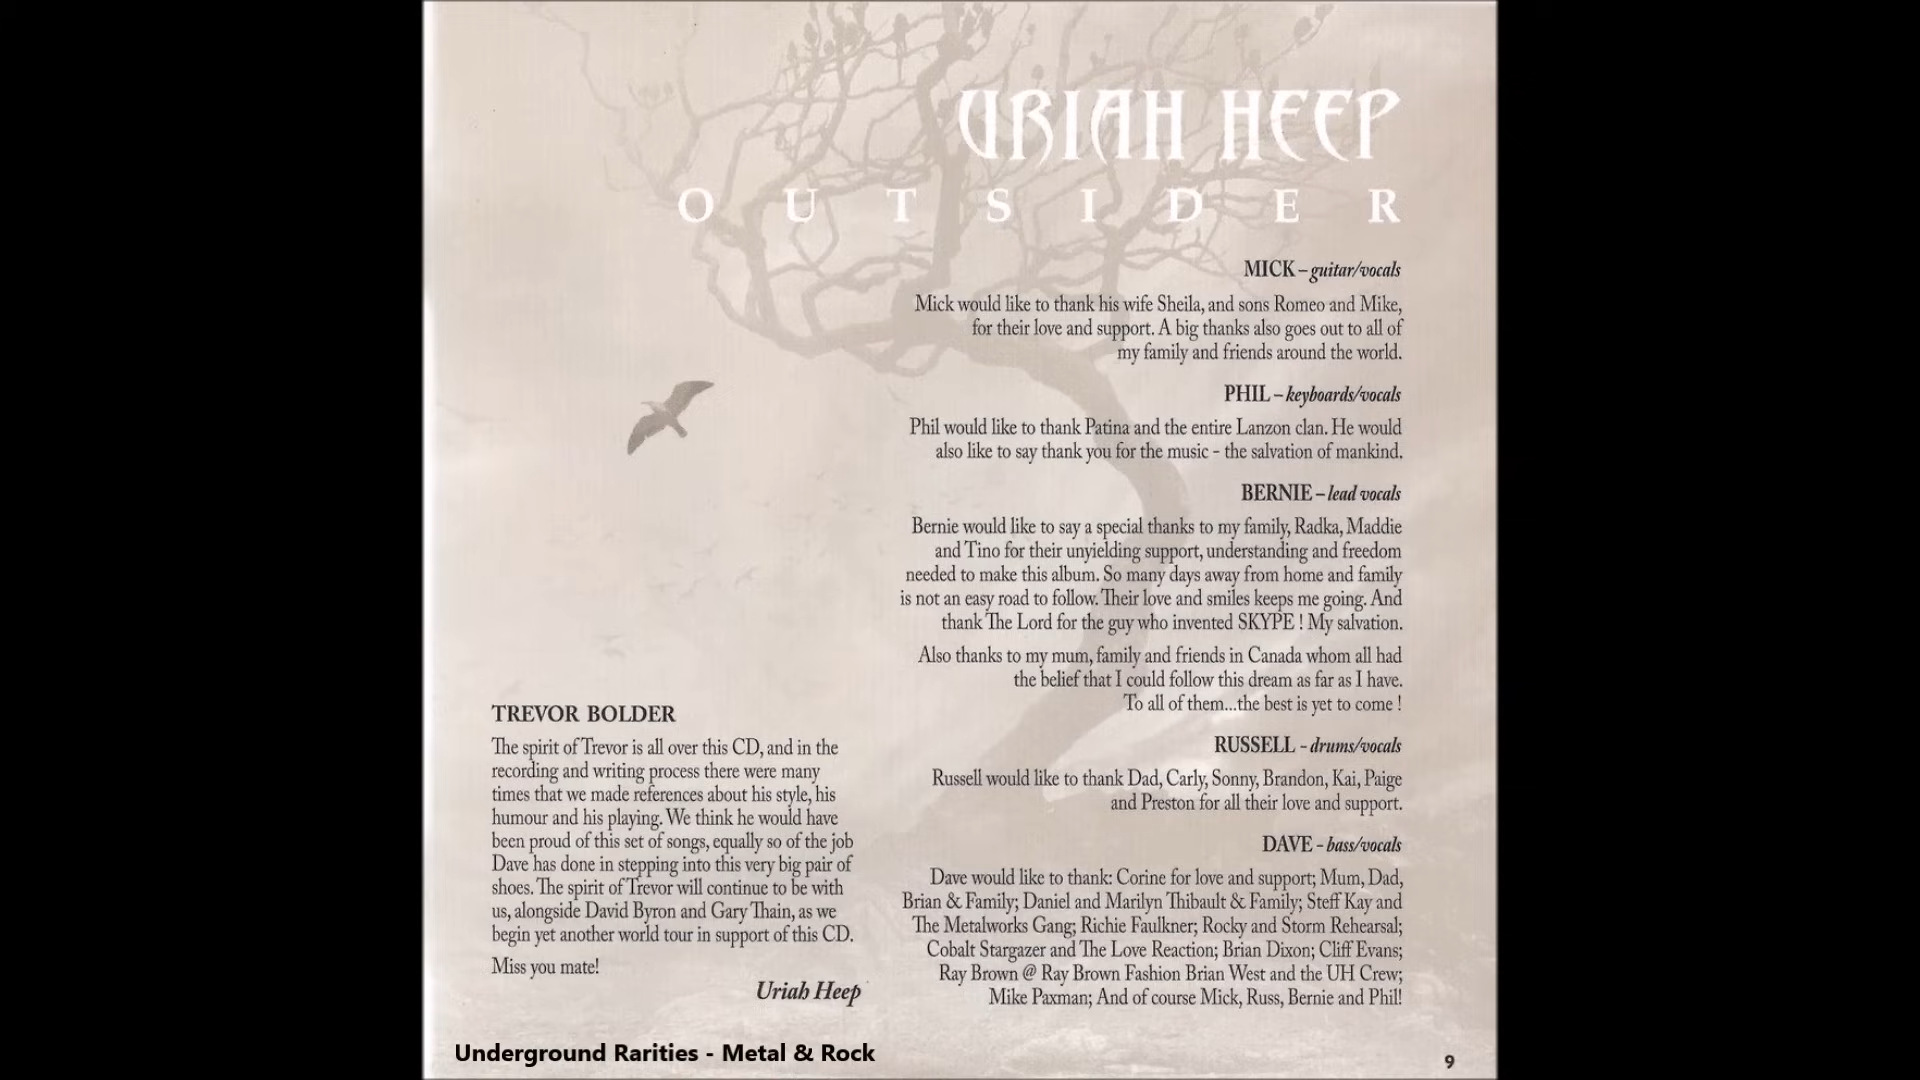 URIAH HEEP
OUTSIDER
MICK – guitar/vocals
Mick would like to thank his wife Sheila, and sons Romeo and Mike,
for their love and support. A big thanks also goes out to all of
my family and friends around the world.
PHIL – keyboards/vocals
Phil would like to thank Patina and the entire Lanzon clan. He would
also like to say thank you for the music - the salvation of mankind.
BERNIE – lead vocals
Bernie would like to say a special thanks to my family, Radka, Maddie
and Tino for their unyielding support, understanding and freedom
needed to make this album. So many days away from home and family
is not an easy road to follow. Their love and smiles keeps me going. And
thank The Lord for the guy who invented SKYPE ! My salvation.
Also thanks to my mum, family and friends in Canada whom all had
the belief that I could follow this dream as far as I have.
To all of them...the best is yet to come !
RUSSELL - drums/vocals
Russell would like to thank Dad, Carly, Sonny, Brandon, Kai, Paige
and Preston for all their love and support.
DAVE - bass/vocals
Dave would like to thank: Corine for love and support; Mum, Dad,
Brian & Family; Daniel and Marilyn Thibault & Family; Steff Kay and
The Metalworks Gang; Richie Faulkner; Rocky and Storm Rehearsal;
Cobalt Stargazer and The Love Reaction; Brian Dixon; Cliff Evans;
Ray Brown @ Ray Brown Fashion Brian West and the UH Crew;
Mike Paxman; And of course Mick, Russ, Bernie and Phil!
TREVOR BOLDER
The spirit of Trevor is all over this CD, and in the
recording and writing process there were many
times that we made references about his style, his
humour and his playing. We think he would have
been proud of this set of songs, equally so of the job
Dave has done in stepping into this very big pair of
shoes. The spirit of Trevor will continue to be with
us, alongside David Byron and Gary Thain, as we
begin yet another world tour in support of this CD.
Miss you mate!
Uriah Heep
Underground Rarities - Metal & Rock
9